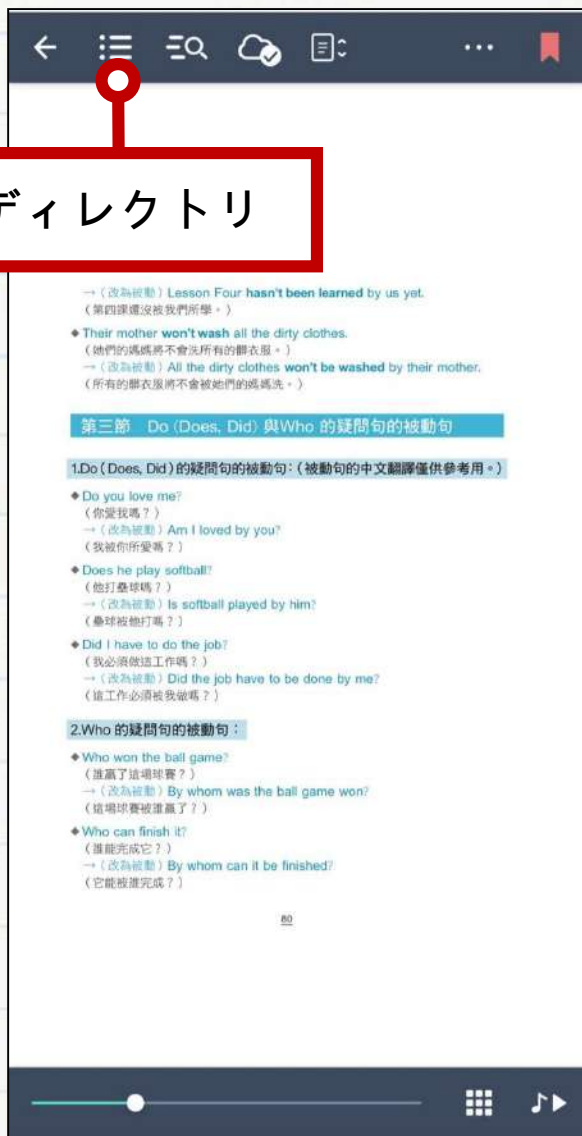 ディレクトリ
→（改為被動）Lesson Four hasn't been learned by us yet.
（第四課還沒被我們所學。）
◆Their mother won't wash all the dirty clothes.
（她們的媽媽將不會洗所有的髒衣服。）
→（改為被動）All the dirty clothes won't be washed by their mother.
（所有的髒衣服將不會被她們的媽媽洗。）
第三節 Do (Does, Did) 與Who 的疑問句的被動句
1.Do（Does, Did）的疑問句的被動句：（被動句的中文翻譯僅供參考用。）
◆Do you love me?
（你愛我嗎？）
→（改為被動）Am I loved by you?
（我被你所愛嗎？）
◆Does he play softball?
（他打壘球嗎？）
→（改為被動）Is softball played by him?
（壘球被他打嗎？）
◆Did I have to do the job?
（我必須做這工作嗎？）
→（改為被動）Did the job have to be done by me?
（這工作必須被我做嗎？）
2.Who 的疑問句的被動句：
◆Who won the ball game?
（誰贏了這場球賽？）
→（改為被動）By whom was the ball game won?
（這場球賽被誰贏了？）
◆Who can finish it?
（誰能完成它？）
→（改為被動）By whom can it be finished?
（它能被誰完成？）
80